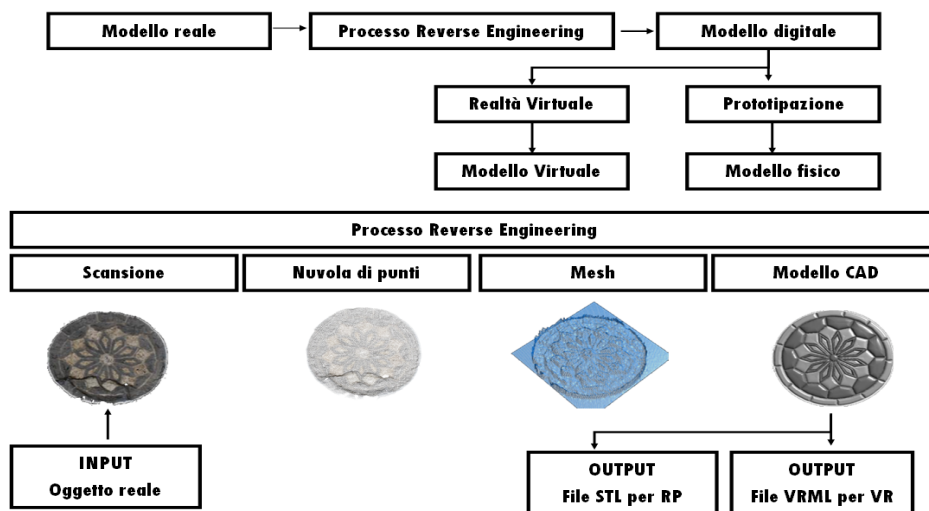 Modello reale
Processo Reverse Engineering
Modello digitale
Realtà Virtuale
Prototipazione
Modello Virtuale
Modello fisico
Processo Reverse Engineering
Scansione
Nuvola di punti
Mesh
Modello CAD
INPUT
Oggetto reale
OUTPUT
File STL per RP
OUTPUT
File VRML per VR